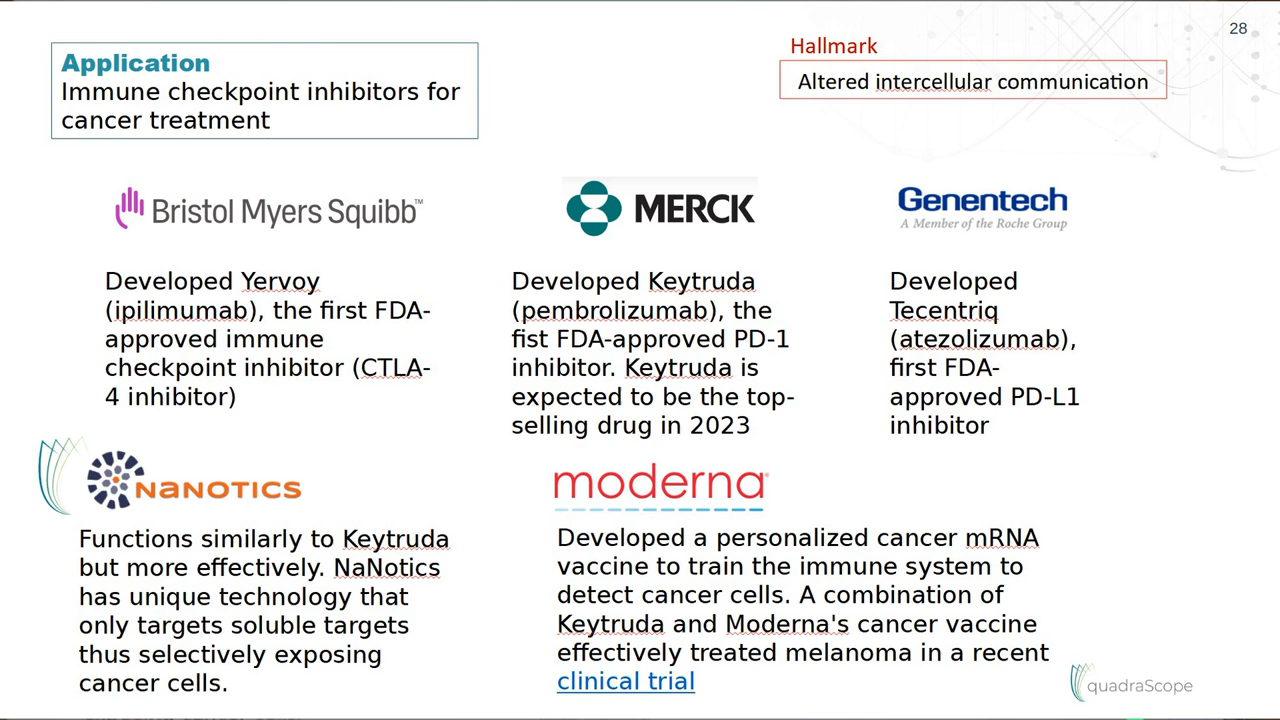 28
Application
Immune checkpoint inhibitors for
cancer treatment
Hallmark
Altered intercellular communication
Bristol Myers Squibb™
MERCK
Genentech
A Member of the Roche Group
Developed Yervoy
(ipilimumab), the first FDA-
approved immune
checkpoint inhibitor (CTLA-
4 inhibitor)
Developed Keytruda
(pembrolizumab), the
fist FDA-approved PD-1
inhibitor. Keytruda is
expected to be the top-
selling drug in 2023
Developed
Tecentriq
(atezolizumab),
first FDA-
approved PD-L1
inhibitor
NANOTICS
Functions similarly to Keytruda
but more effectively. NaNotics
has unique technology that
only targets soluble targets
thus selectively exposing
cancer cells.
moderna
Developed a personalized cancer mRNA
vaccine to train the immune system to
detect cancer cells. A combination of
Keytruda and Moderna's cancer vaccine
effectively treated melanoma in a recent
clinical trial
quadraScope